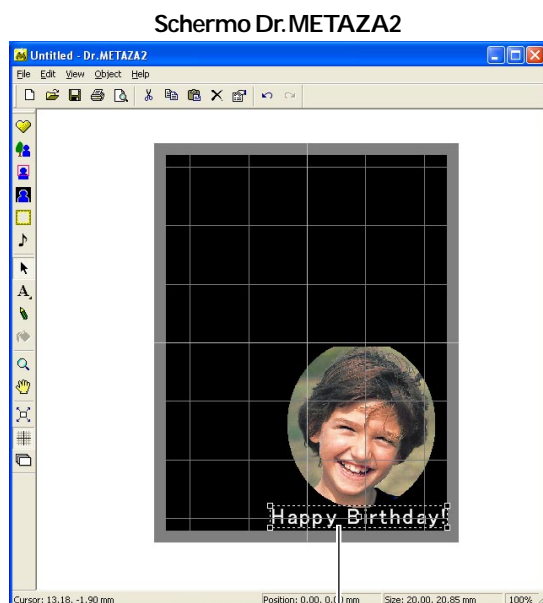 Schermo Dr.METAZA2
Untitled - Dr.METAZA2
File Edit View Object Help
A
Happy Birthday!
Cursor: 13.18, -1.90 mm Position: 0.00, 0.00 mm Size: 20.00, 20.85 mm 100%